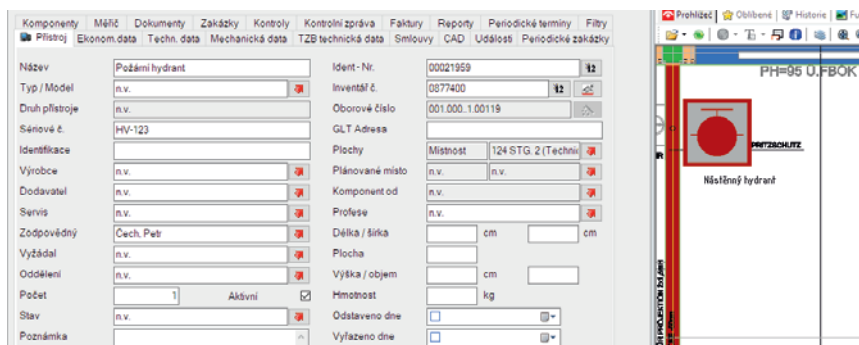 Komponenty Měřič Dokumenty Zakázky Kontroly Kontrolní zpráva Faktury Reporty Periodické termíny Filtry
Přístroj Ekonom.data Techn. data Mechanická data TZB technická data Smlouvy CAD Události Periodické zakázky
Název Požární hydrant Ident - Nr. 00021959 12
Typ / Model n.v. Inventář č. 0877400 12
Druh přístroje n.v. Oborové číslo 001.000..1.00119
Sériové č. HV-123 GLT Adresa
Identifikace Plochy Místnost 124 STG. 2 (Technic
Výrobce n.v. Plánované místo n.v. n.v.
Dodavatel n.v. Komponent od n.v.
Servis n.v. Profese n.v.
Zodpovědný Čech, Petr Délka / šírka cm cm
Vyžádal n.v. Plocha
Oddělení n.v. Výška / objem cm
Počet 1 Aktivní Hmotnost kg
Stav n.v. Odstaveno dne
Poznámka Vyřazeno dne
Prohlížeč Oblíbené Historie Fu
PH=95 Ü.FBOK
PRITZSCHUTZ
Nástěnný hydrant